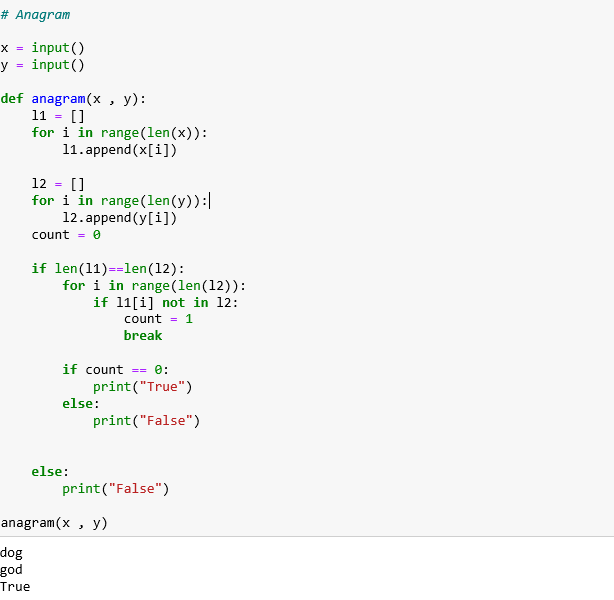 # Anagram
x = input()
y = input()
def anagram(x , y):
    l1 = []
    for i in range(len(x)):
        l1.append(x[i])
    l2 = []
    for i in range(len(y)):
        l2.append(y[i])
    count = 0
    if len(l1)==len(l2):
        for i in range(len(l2)):
            if l1[i] not in l2:
                count = 1
                break
        if count == 0:
            print("True")
        else:
            print("False")
    else:
        print("False")
anagram(x , y)
dog
god
True